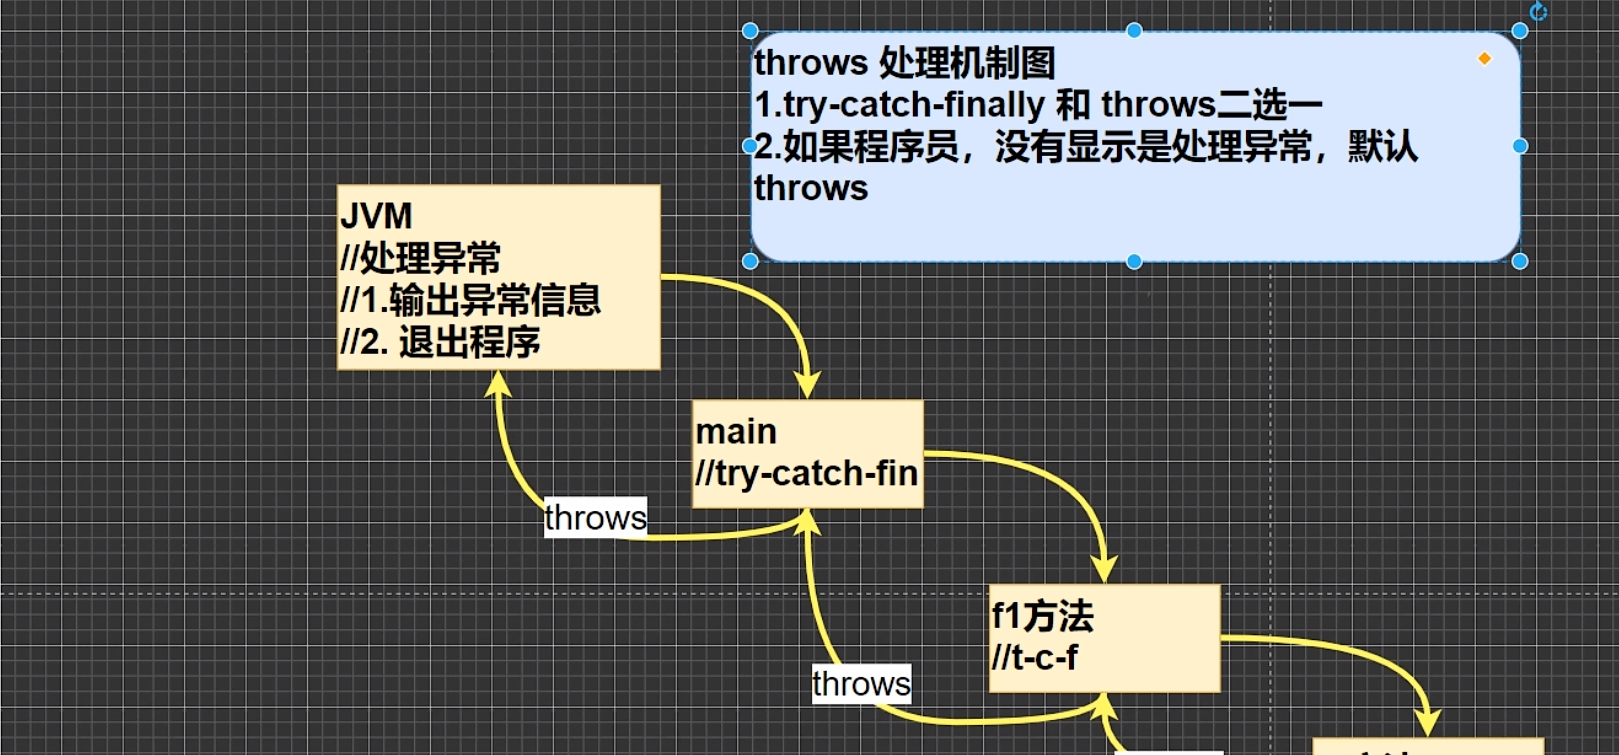 throws 处理机制图
1.try-catch-finally 和 throws二选一
2.如果程序员，没有显示是处理异常，默认
throws
JVM
//处理异常
//1.输出异常信息
//2. 退出程序
main
//try-catch-fin
throws
f1方法
//t-c-f
throws